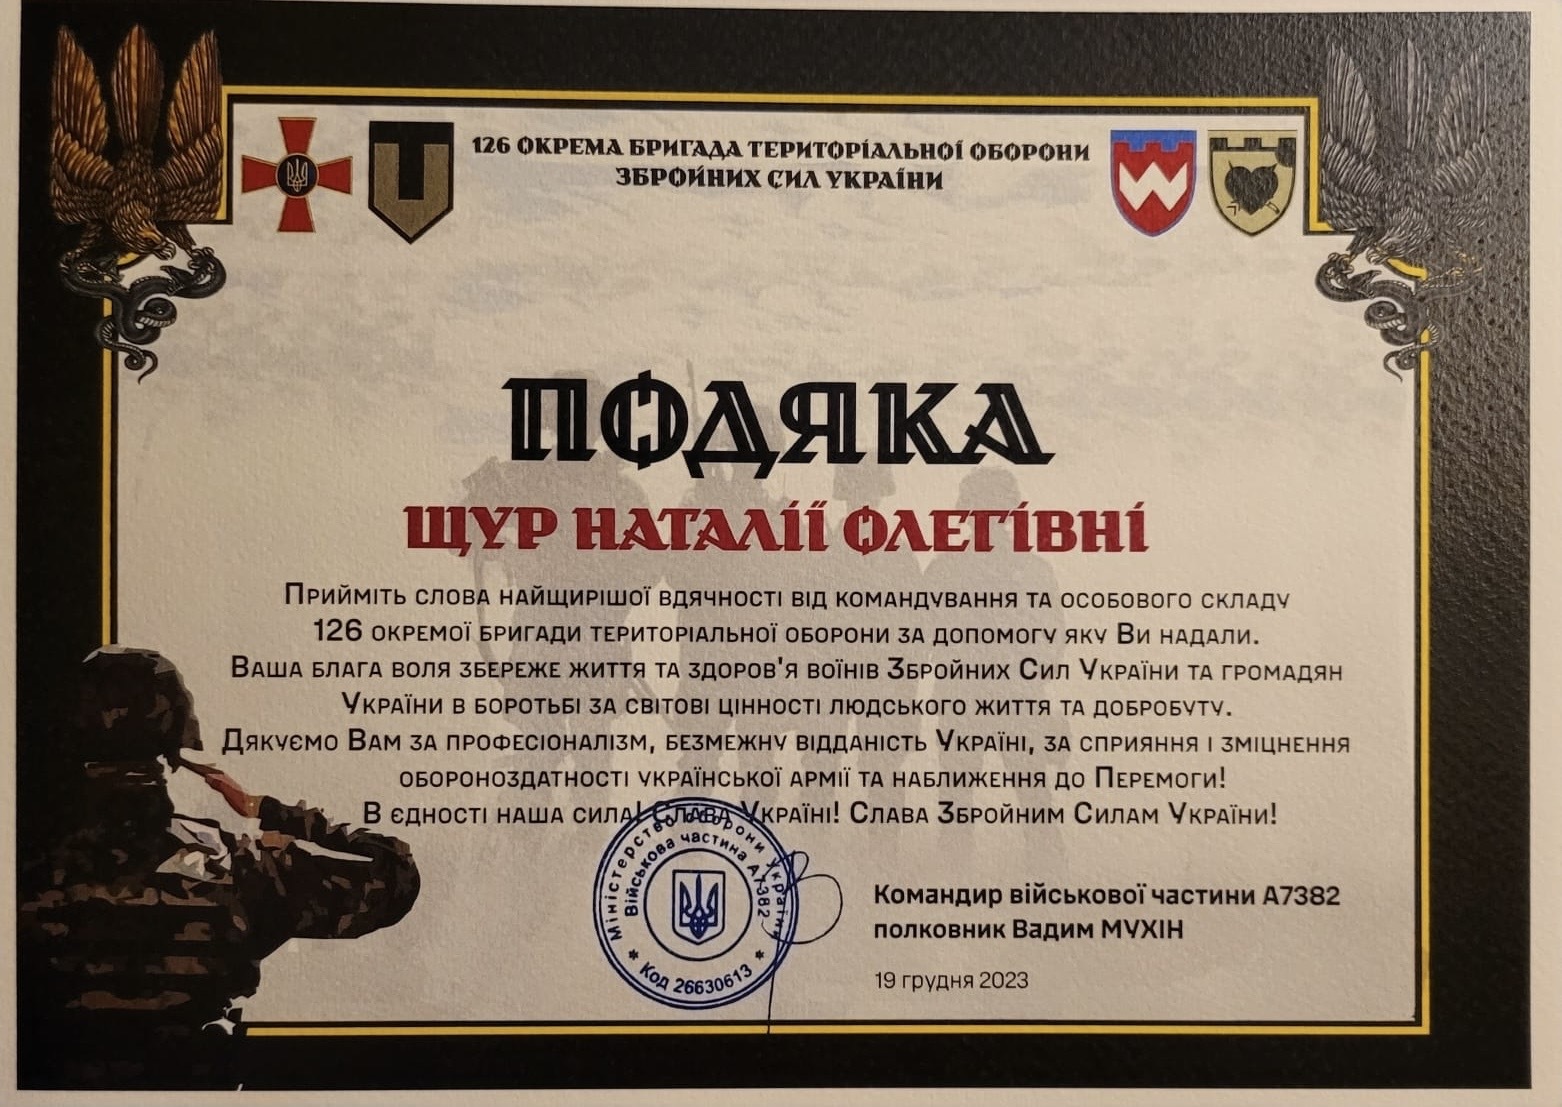 126 ОКРЕМА БРИГАДА ТЕРИТОРІАЛЬНОЇ ОБОРОНИ
ЗБРОЙНИХ СИЛ УКРАЇНИ
ПОДЯКА
ЩУР НАТАЛІЇ ОЛЕГІВНІ
Прийміть слова найщирішої вдячності від командування та особового складу
126 окремої бригади територіальної оборони за допомогу яку Ви надали.
Ваша блага воля збереже життя та здоров'я воїнів Збройних Сил України та громадян
України в боротьбі за світові цінності людського життя та добробуту.
Дякуємо Вам за професіоналізм, безмежну відданість Україні, за сприяння і зміцнення
обороноздатності української армії та наближення до Перемоги!
В єдності наша сила! Слава Україні! Слава Збройним Силам України!
Міністерство оборони України
Військова частина А7382
* Код 26630613 *
Командир військової частини А7382
полковник Вадим МУХІН
19 грудня 2023